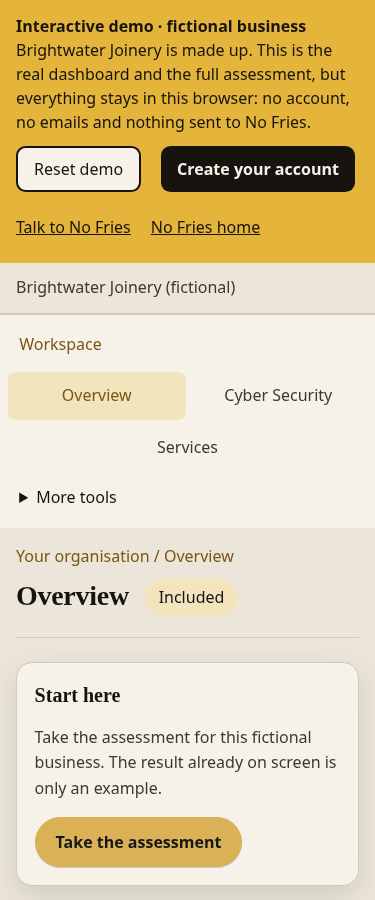 Interactive demo · fictional business
Brightwater Joinery is made up. This is the
real dashboard and the full assessment, but
everything stays in this browser: no account,
no emails and nothing sent to No Fries.
Reset demo
Create your account
Talk to No Fries
No Fries home
Brightwater Joinery (fictional)
Workspace
Overview
Cyber Security
Services
More tools
Your organisation / Overview
Overview
Included
Start here
Take the assessment for this fictional
business. The result already on screen is
only an example.
Take the assessment